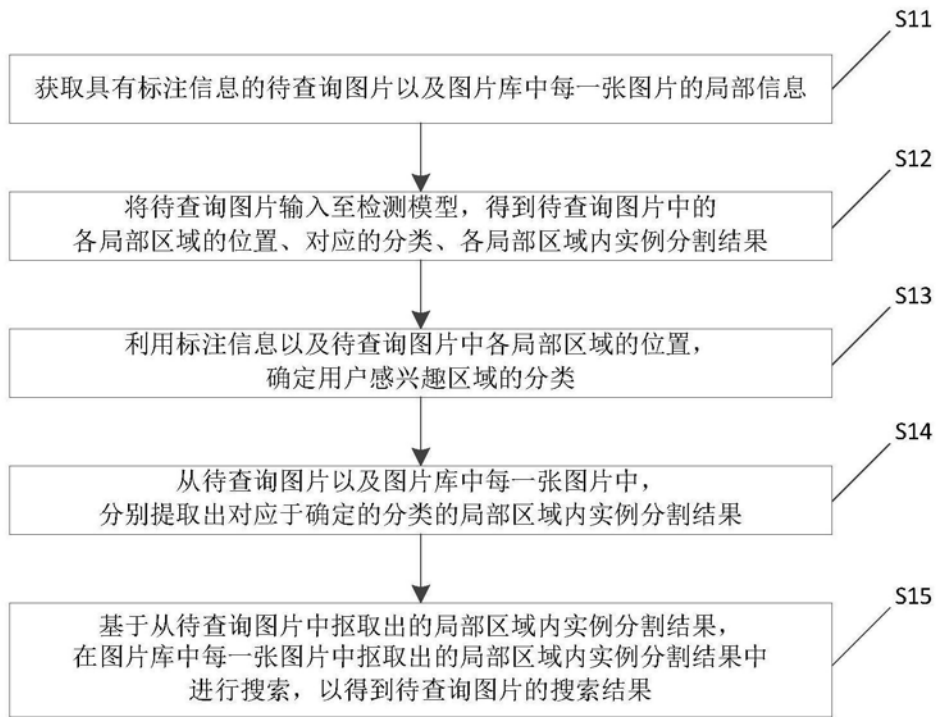 S11
获取具有标注信息的待查询图片以及图片库中每一张图片的局部信息
S12
将待查询图片输入至检测模型，得到待查询图片中的
各局部区域的位置、对应的分类、各局部区域内实例分割结果
S13
利用标注信息以及待查询图片中各局部区域的位置，
确定用户感兴趣区域的分类
S14
从待查询图片以及图片库中每一张图片中，
分别提取出对应于确定的分类的局部区域内实例分割结果
S15
基于从待查询图片中抠取出的局部区域内实例分割结果，
在图片库中每一张图片中抠取出的局部区域内实例分割结果中
进行搜索，以得到待查询图片的搜索结果